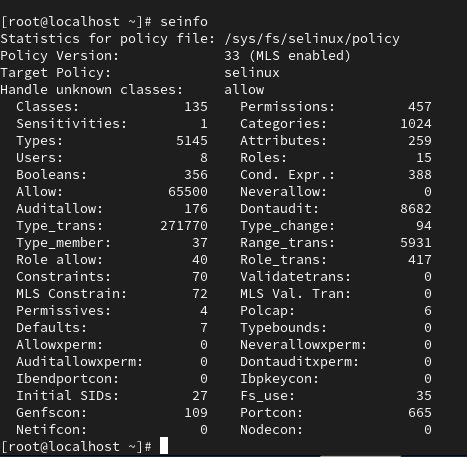 [root@localhost ~]# seinfo
Statistics for policy file: /sys/fs/selinux/policy
Policy Version:             33 (MLS enabled)
Target Policy:              selinux
Handle unknown classes:     allow
  Classes:             135    Permissions:         457
  Sensitivities:         1    Categories:         1024
  Types:              5145    Attributes:          259
  Users:                 8    Roles:                15
  Booleans:            356    Cond. Expr.:         388
  Allow:             65500    Neverallow:            0
  Auditallow:          176    Dontaudit:          8682
  Type_trans:       271770    Type_change:          94
  Type_member:          37    Range_trans:        5931
  Role allow:           40    Role_trans:          417
  Constraints:          70    Validatetrans:         0
  MLS Constrain:        72    MLS Val. Tran:         0
  Permissives:           4    Polcap:                6
  Defaults:              7    Typebounds:            0
  Allowxperm:            0    Neverallowxperm:       0
  Auditallowxperm:       0    Dontauditxperm:        0
  Ibendportcon:          0    Ibpkeycon:             0
  Initial SIDs:         27    Fs_use:               35
  Genfscon:            109    Portcon:             665
  Netifcon:              0    Nodecon:               0
[root@localhost ~]#